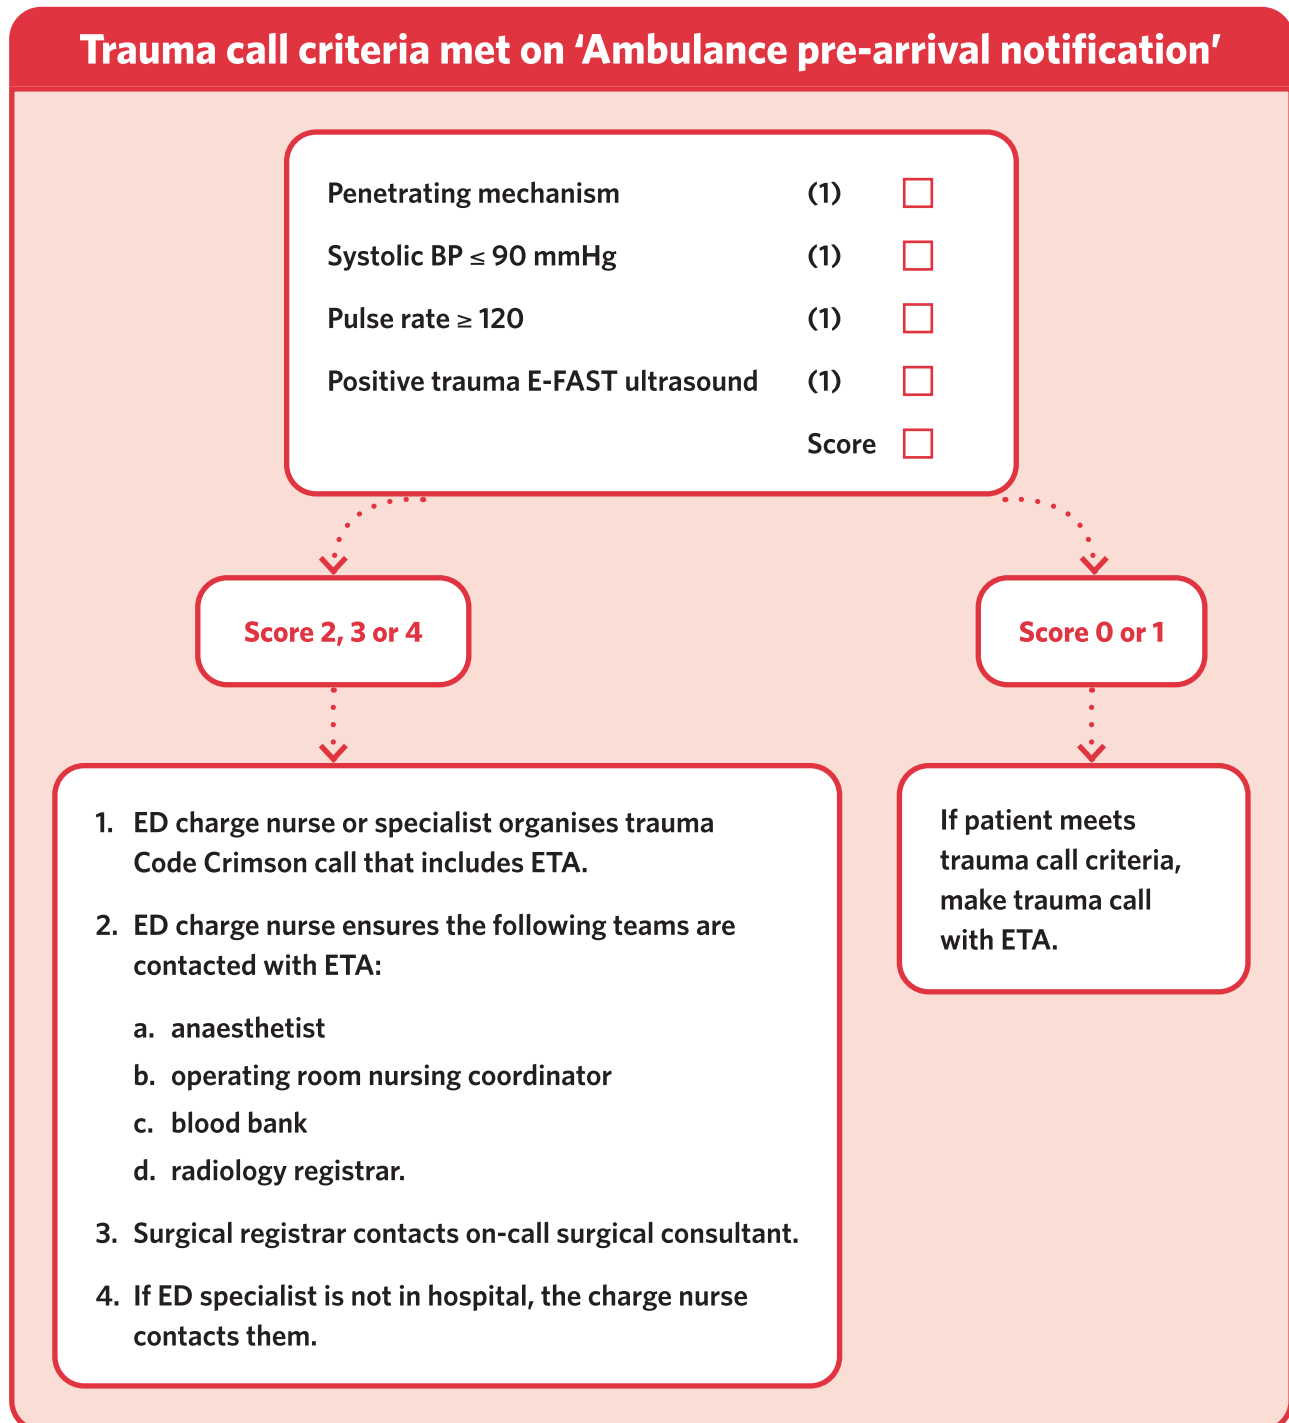 Trauma call criteria met on ‘Ambulance pre-arrival notification’
Penetrating mechanism (1)
Systolic BP ≤ 90 mmHg (1)
Pulse rate ≥ 120 (1)
Positive trauma E-FAST ultrasound (1)
Score
Score 2, 3 or 4
Score 0 or 1
1. ED charge nurse or specialist organises trauma
Code Crimson call that includes ETA.
2. ED charge nurse ensures the following teams are
contacted with ETA:
a. anaesthetist
b. operating room nursing coordinator
c. blood bank
d. radiology registrar.
3. Surgical registrar contacts on-call surgical consultant.
4. If ED specialist is not in hospital, the charge nurse
contacts them.
If patient meets
trauma call criteria,
make trauma call
with ETA.